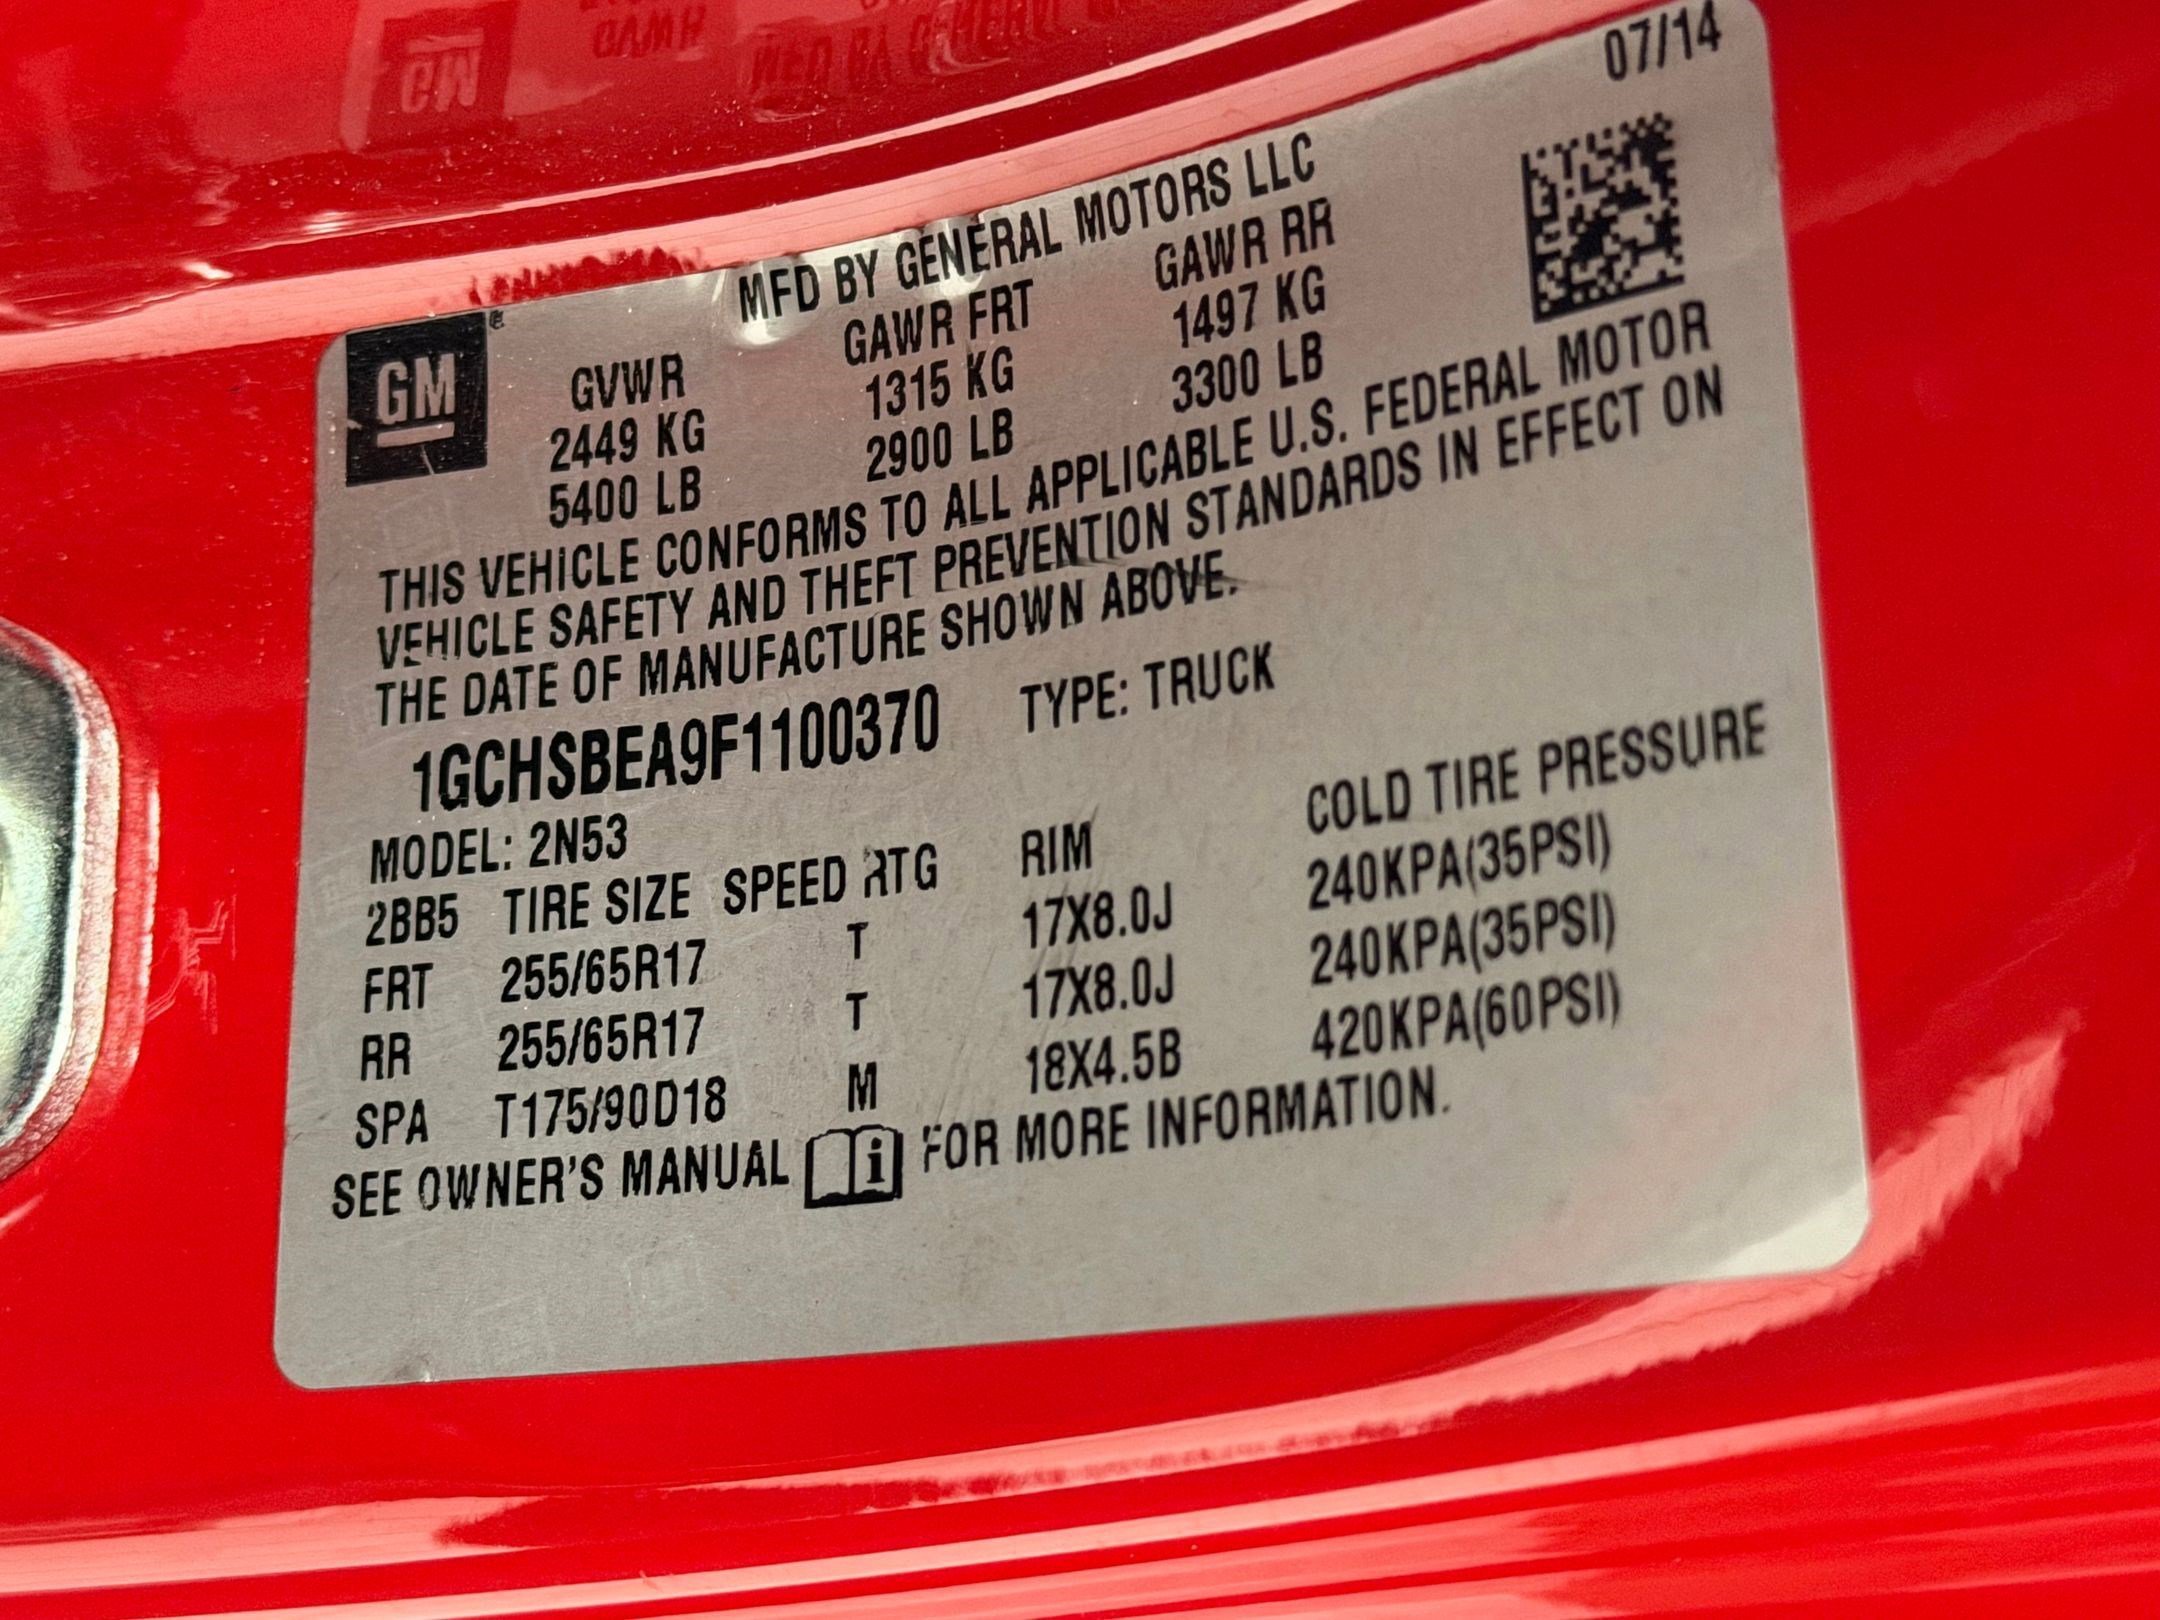 07/14
MFD BY GENERAL MOTORS LLC
GM
GVWR GAWR FRT GAWR RR
2449 KG 1315 KG 1497 KG
5400 LB 2900 LB 3300 LB
THIS VEHICLE CONFORMS TO ALL APPLICABLE U.S. FEDERAL MOTOR
VEHICLE SAFETY AND THEFT PREVENTION STANDARDS IN EFFECT ON
THE DATE OF MANUFACTURE SHOWN ABOVE.
1GCHSBEA9F1100370 TYPE: TRUCK
MODEL: 2N53
2BB5 TIRE SIZE SPEED RTG RIM COLD TIRE PRESSURE
FRT 255/65R17 T 17X8.0J 240KPA(35PSI)
RR 255/65R17 T 17X8.0J 240KPA(35PSI)
SPA T175/90D18 M 18X4.5B 420KPA(60PSI)
SEE OWNER'S MANUAL i FOR MORE INFORMATION.